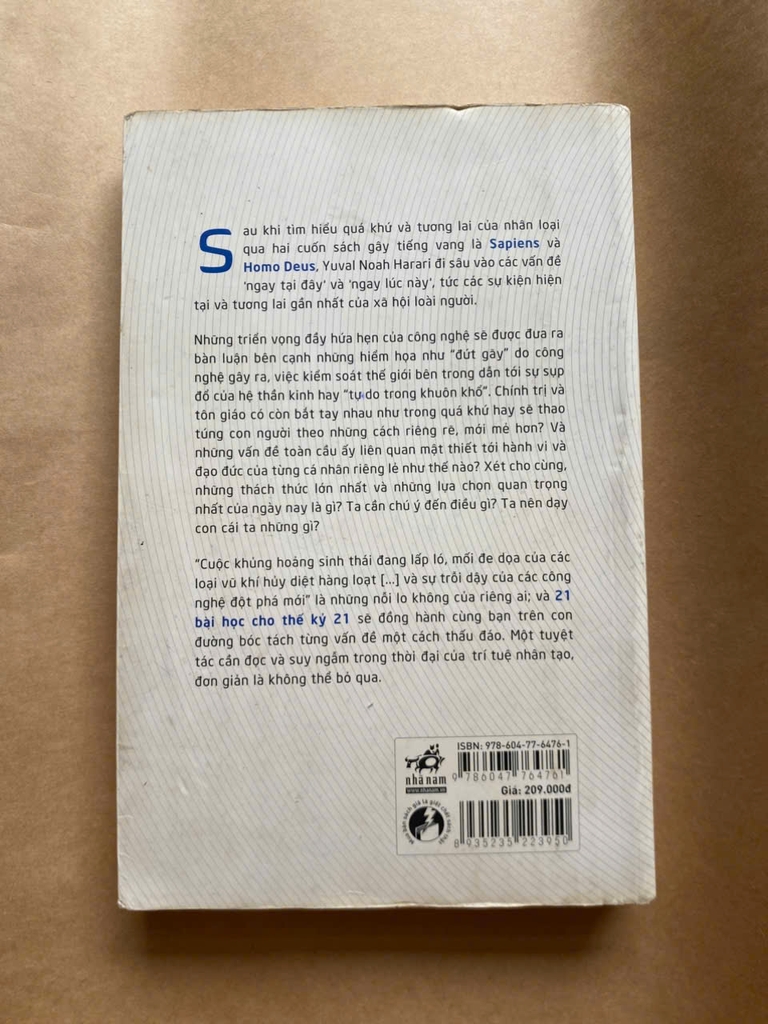 Sau khi tìm hiểu quá khứ và tương lai của nhân loại
qua hai cuốn sách gây tiếng vang là Sapiens và
Homo Deus, Yuval Noah Harari đi sâu vào các vấn đề
'ngay tại đây' và 'ngay lúc này', tức các sự kiện hiện
tại và tương lai gần nhất của xã hội loài người.
Những triển vọng đầy hứa hẹn của công nghệ sẽ được đưa ra
bàn luận bên cạnh những hiểm họa như "đứt gãy" do công
nghệ gây ra, việc kiểm soát thế giới bên trong dẫn tới sự sụp
đổ của hệ thần kinh hay "tự do trong khuôn khổ". Chính trị và
tôn giáo có còn bắt tay nhau như trong quá khứ hay sẽ thao
túng con người theo những cách riêng rẽ, mới mẻ hơn? Và
những vấn đề toàn cầu ấy liên quan mật thiết tới hành vi và
đạo đức của từng cá nhân riêng lẻ như thế nào? Xét cho cùng,
những thách thức lớn nhất và những lựa chọn quan trọng
nhất của ngày nay là gì? Ta cần chú ý đến điều gì? Ta nên dạy
con cái ta những gì?
"Cuộc khủng hoảng sinh thái đang lấp ló, mối đe dọa của các
loại vũ khí hủy diệt hàng loạt [...] và sự trỗi dậy của các công
nghệ đột phá mới" là những nỗi lo không của riêng ai; và 21
bài học cho thế kỷ 21 sẽ đồng hành cùng bạn trên con
đường bóc tách từng vấn đề một cách thấu đáo. Một tuyệt
tác cần đọc và suy ngẫm trong thời đại của trí tuệ nhân tạo,
đơn giản là không thể bỏ qua.
ISBN: 978-604-77-6476-1
nhã nam
www.nhanam.vn
9 786047 764761
Giá: 209.000đ
Mua bán sách giả là giết chết sách thật
8 935235 223950